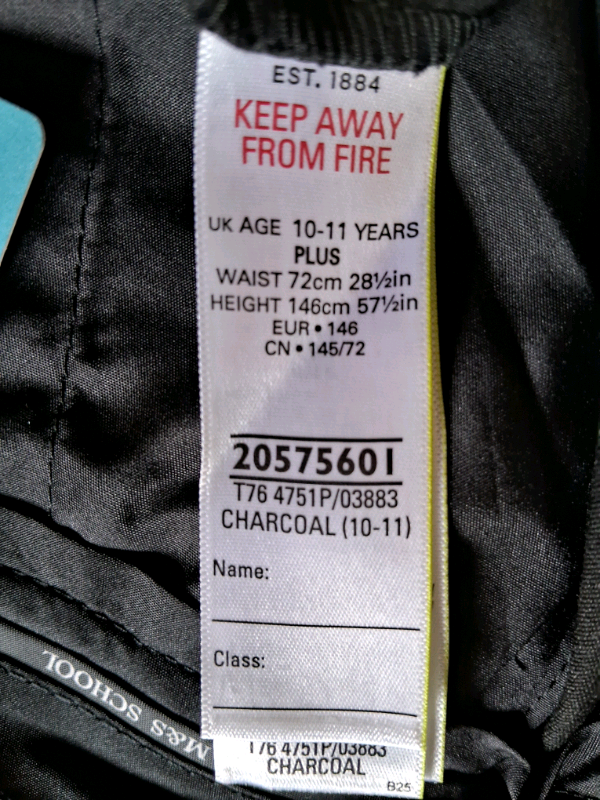 EST. 1884
KEEP AWAY
FROM FIRE
UK AGE 10-11 YEARS
PLUS
WAIST 72cm 28½in
HEIGHT 146cm 57½in
EUR • 146
CN • 145/72
20575601
T76 4751P/03883
CHARCOAL (10-11)
Name:
Class:
T76 4751P/03883
CHARCOAL
B25
M&S SCHOOL